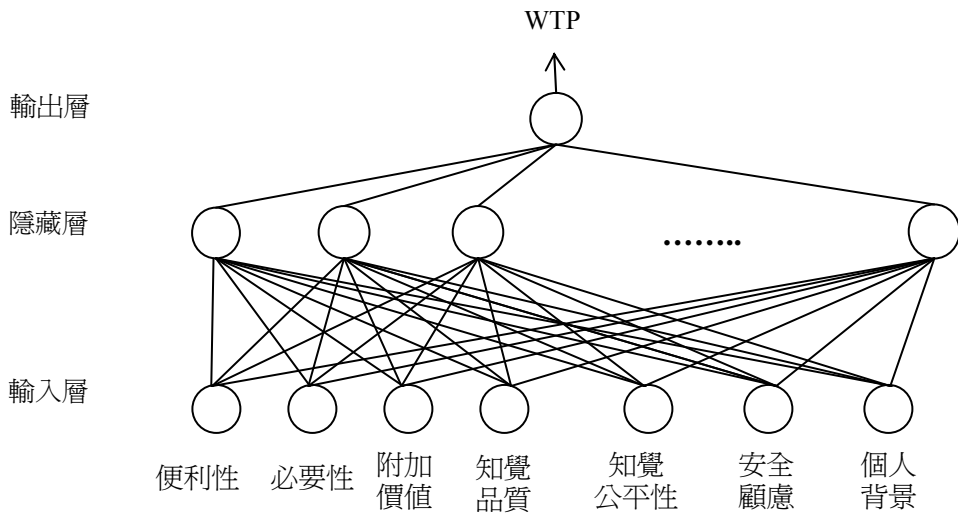 WTP
輸出層
隱藏層
........
輸入層
便利性
必要性
附加
價值
知覺
品質
知覺
公平性
安全
顧慮
個人
背景